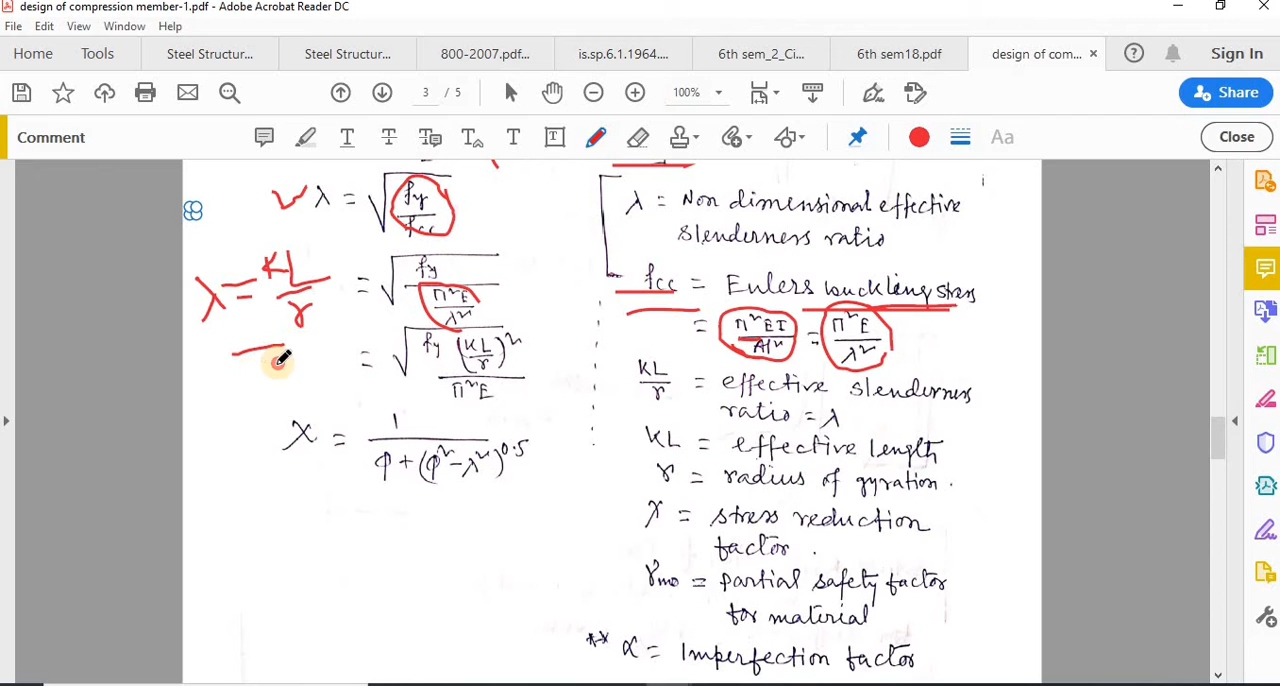 design of compression member-1.pdf - Adobe Acrobat Reader DC
File Edit View Window Help
Home Tools Steel Structur... Steel Structur... 800-2007.pdf... is.sp.6.1.1964.... 6th sem_2_Ci... 6th sem18.pdf design of com... × Sign In
3 / 5 100% Share
Comment Aa Close
λ = √(fy/fcc)
λ = Non dimensional effective
slenderness ratio
λ = KL/r = √(fy/(π²E/λ²))
fcc = Eulers buckling stress
= π²EI/Al² = π²E/λ²
= √(fy (KL/r)²/π²E)
KL/r = effective slenderness
ratio = λ
χ = 1/(φ+(φ²-λ²)^0.5)
KL = effective length
r = radius of gyration.
χ = stress reduction
factor.
γmo = partial safety factor
for material
** α = Imperfection factor